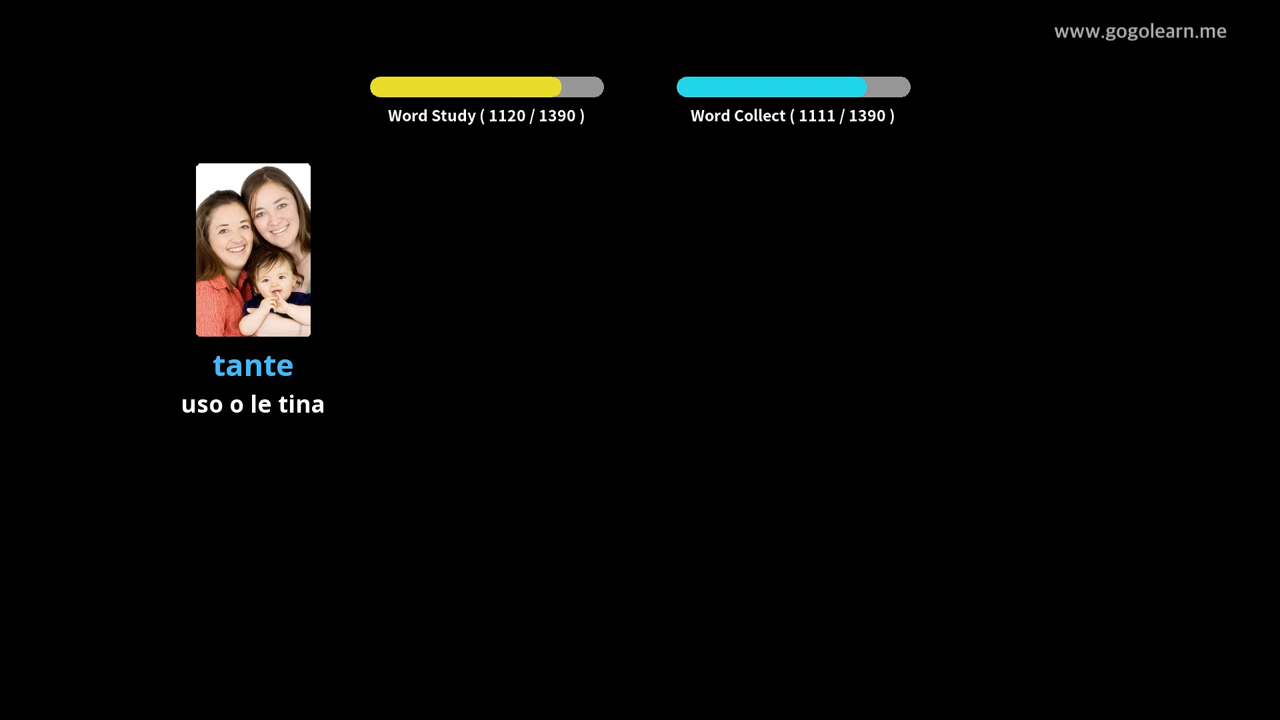 www.gogolearn.me
Word Study ( 1120 / 1390 )
Word Collect ( 1111 / 1390 )
tante
uso o le tina